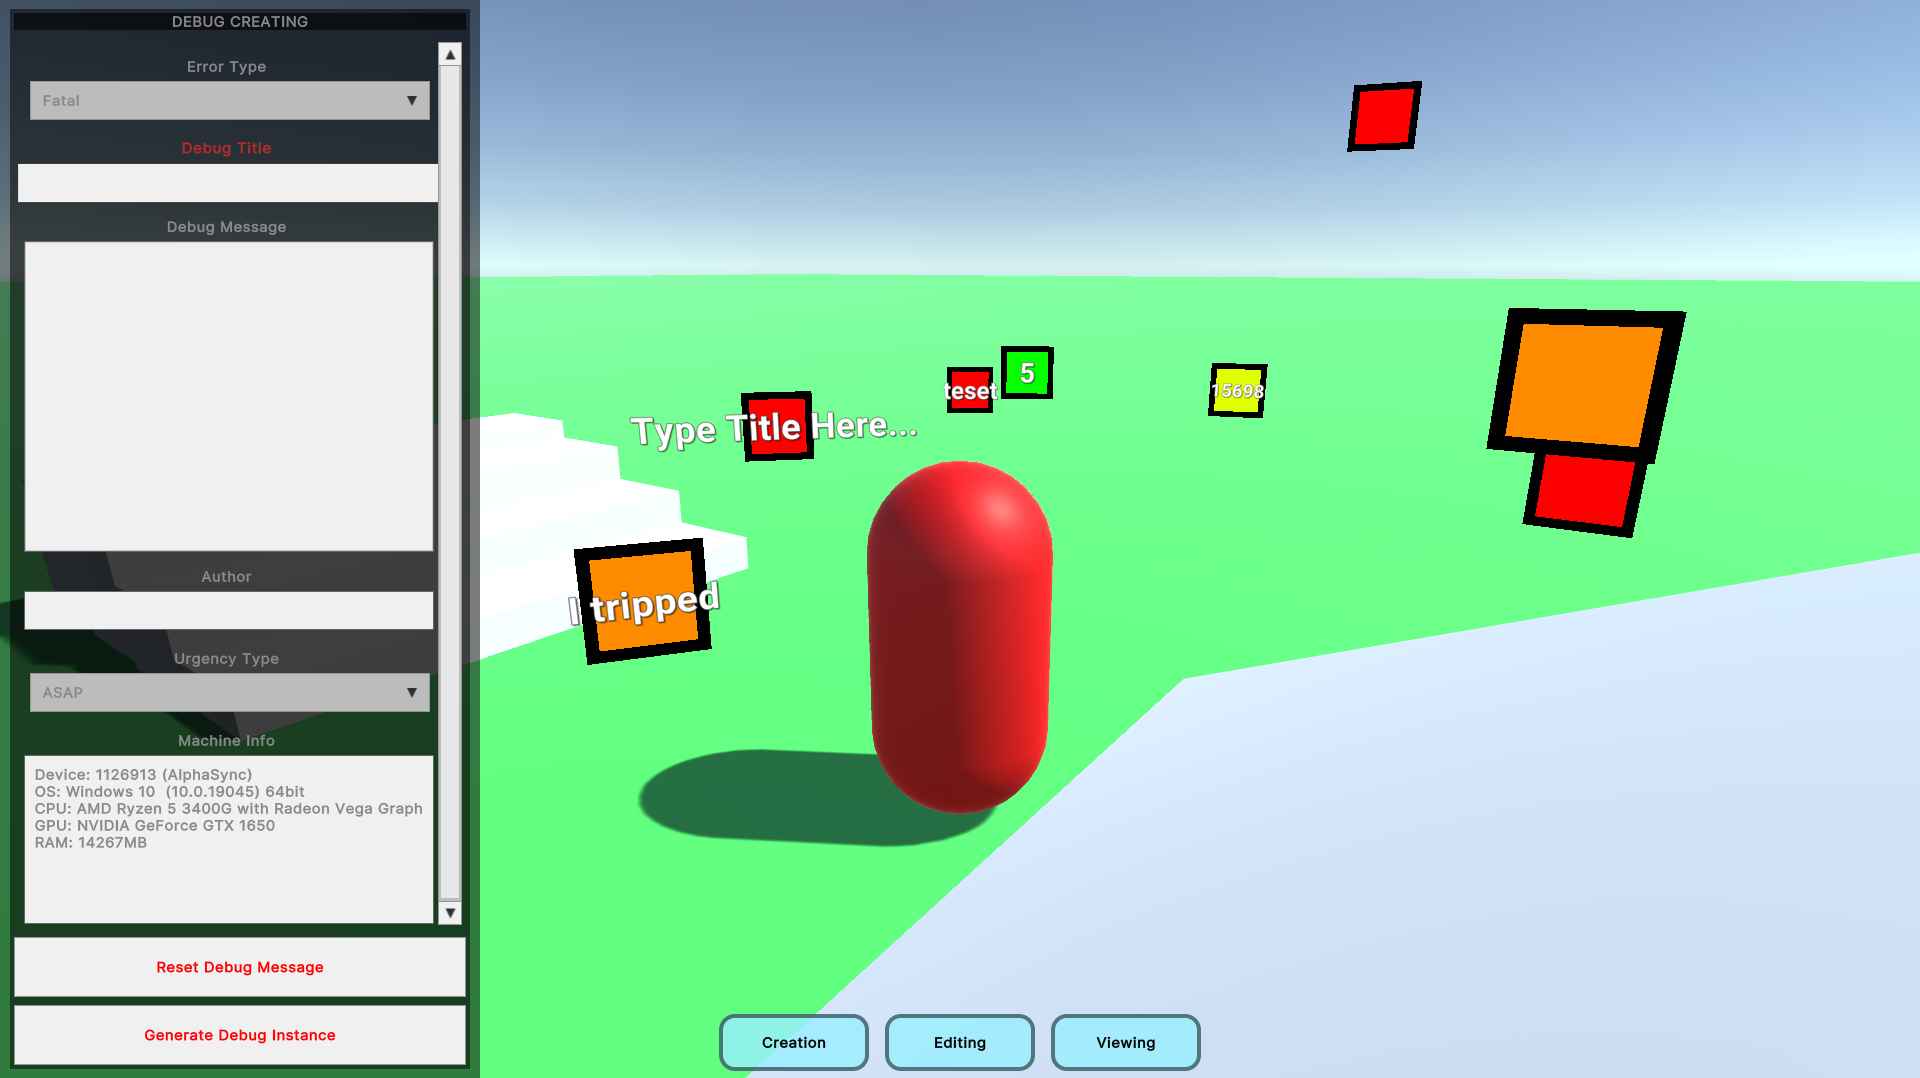 DEBUG CREATING
Error Type
Fatal
Debug Title
Debug Message
Author
Urgency Type
ASAP
Machine Info
Device: 1126913 (AlphaSync)
OS: Windows 10  (10.0.19045) 64bit
CPU: AMD Ryzen 5 3400G with Radeon Vega Graph
GPU: NVIDIA GeForce GTX 1650
RAM: 14267MB
Reset Debug Message
Generate Debug Instance
5
teset
15698
Type Title Here...
I tripped
Creation
Editing
Viewing